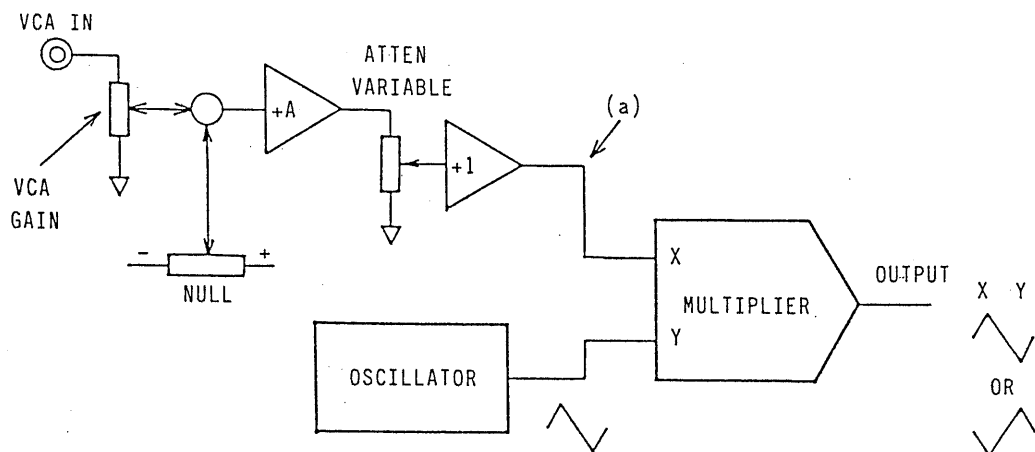 VCA IN
ATTEN
VARIABLE
+A
(a)
+1
VCA
GAIN
- +
NULL
X
MULTIPLIER
Y
OUTPUT
X Y
OSCILLATOR
OR